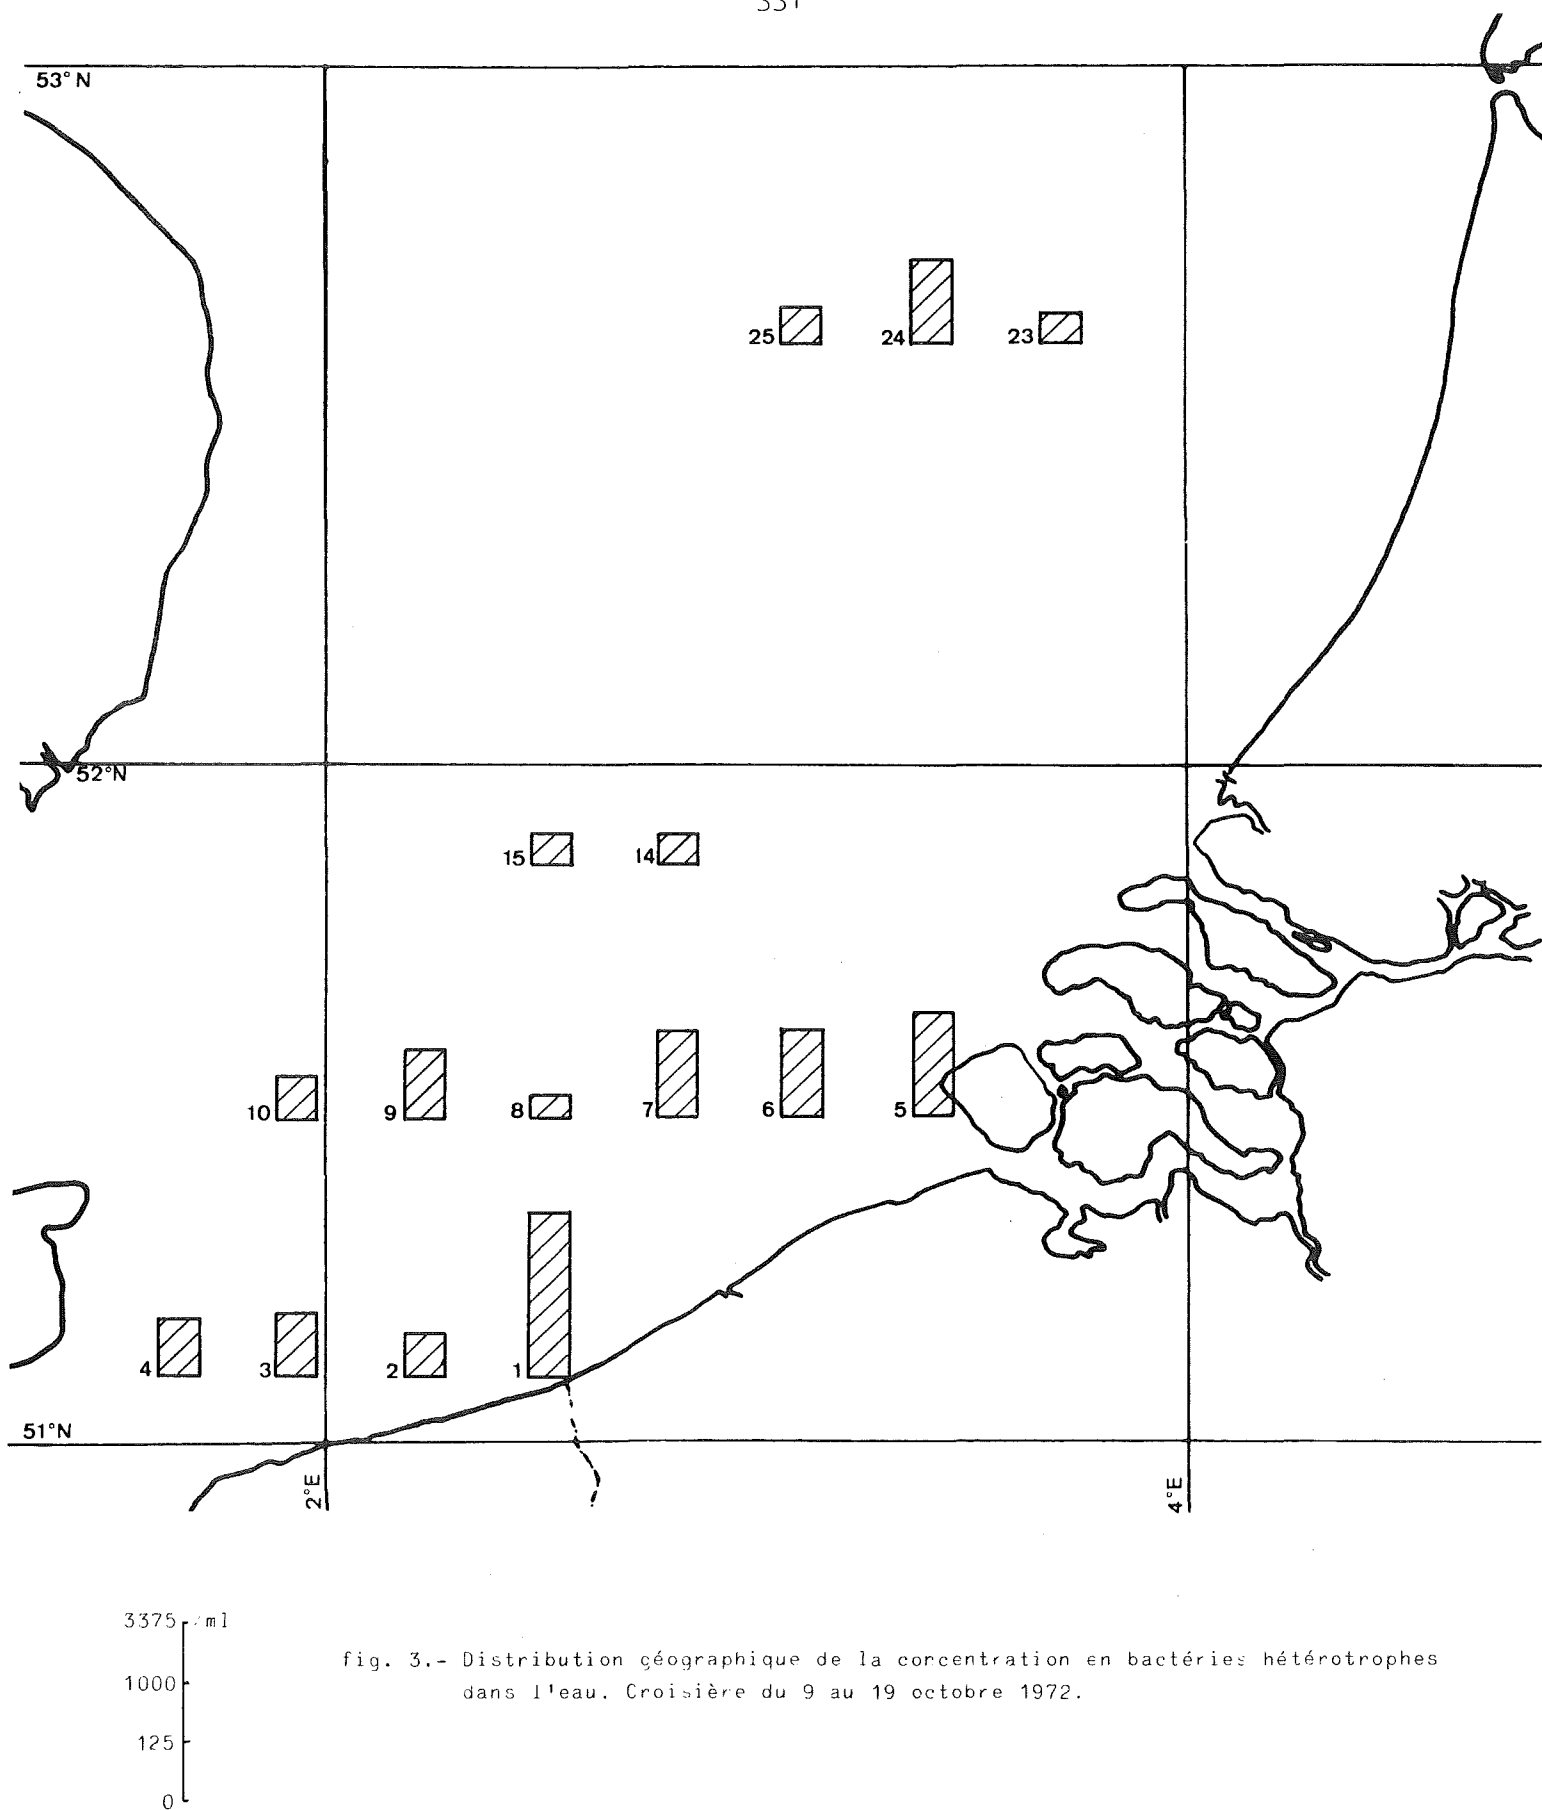 53°N
25
24
23
52°N
15
14
10
9
8
7
6
5
4
3
2
1
51°N
2°E
4°E
3375 /ml
1000
125
0
fig. 3.- Distribution géographique de la concentration en bactéries hétérotrophes
dans l'eau. Croisière du 9 au 19 octobre 1972.